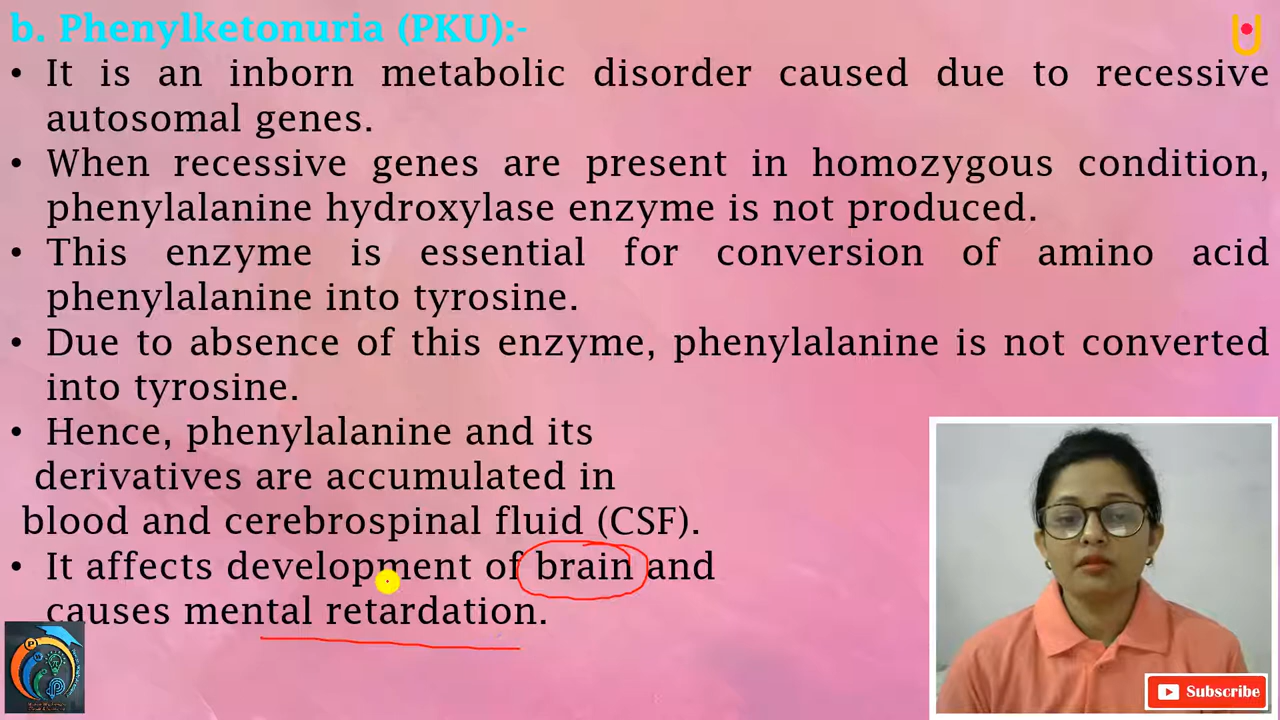 b. Phenylketonuria (PKU):-
• It is an inborn metabolic disorder caused due to recessive
autosomal genes.
• When recessive genes are present in homozygous condition,
phenylalanine hydroxylase enzyme is not produced.
• This enzyme is essential for conversion of amino acid
phenylalanine into tyrosine.
• Due to absence of this enzyme, phenylalanine is not converted
into tyrosine.
• Hence, phenylalanine and its
derivatives are accumulated in
blood and cerebrospinal fluid (CSF).
• It affects development of brain and
causes mental retardation.
Subscribe